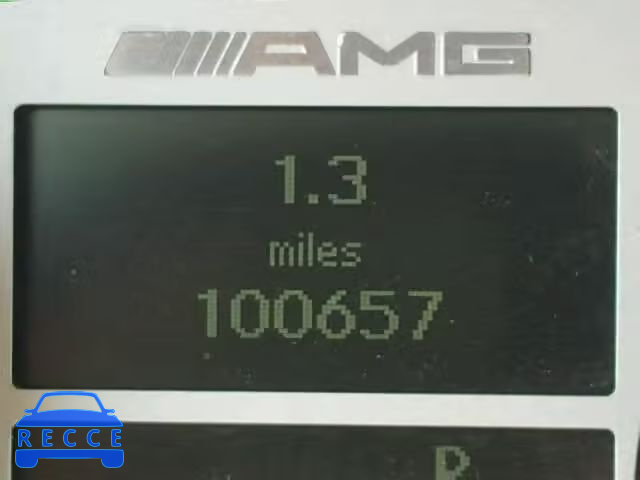 AMG
1.3
miles
100657
RECCE
P